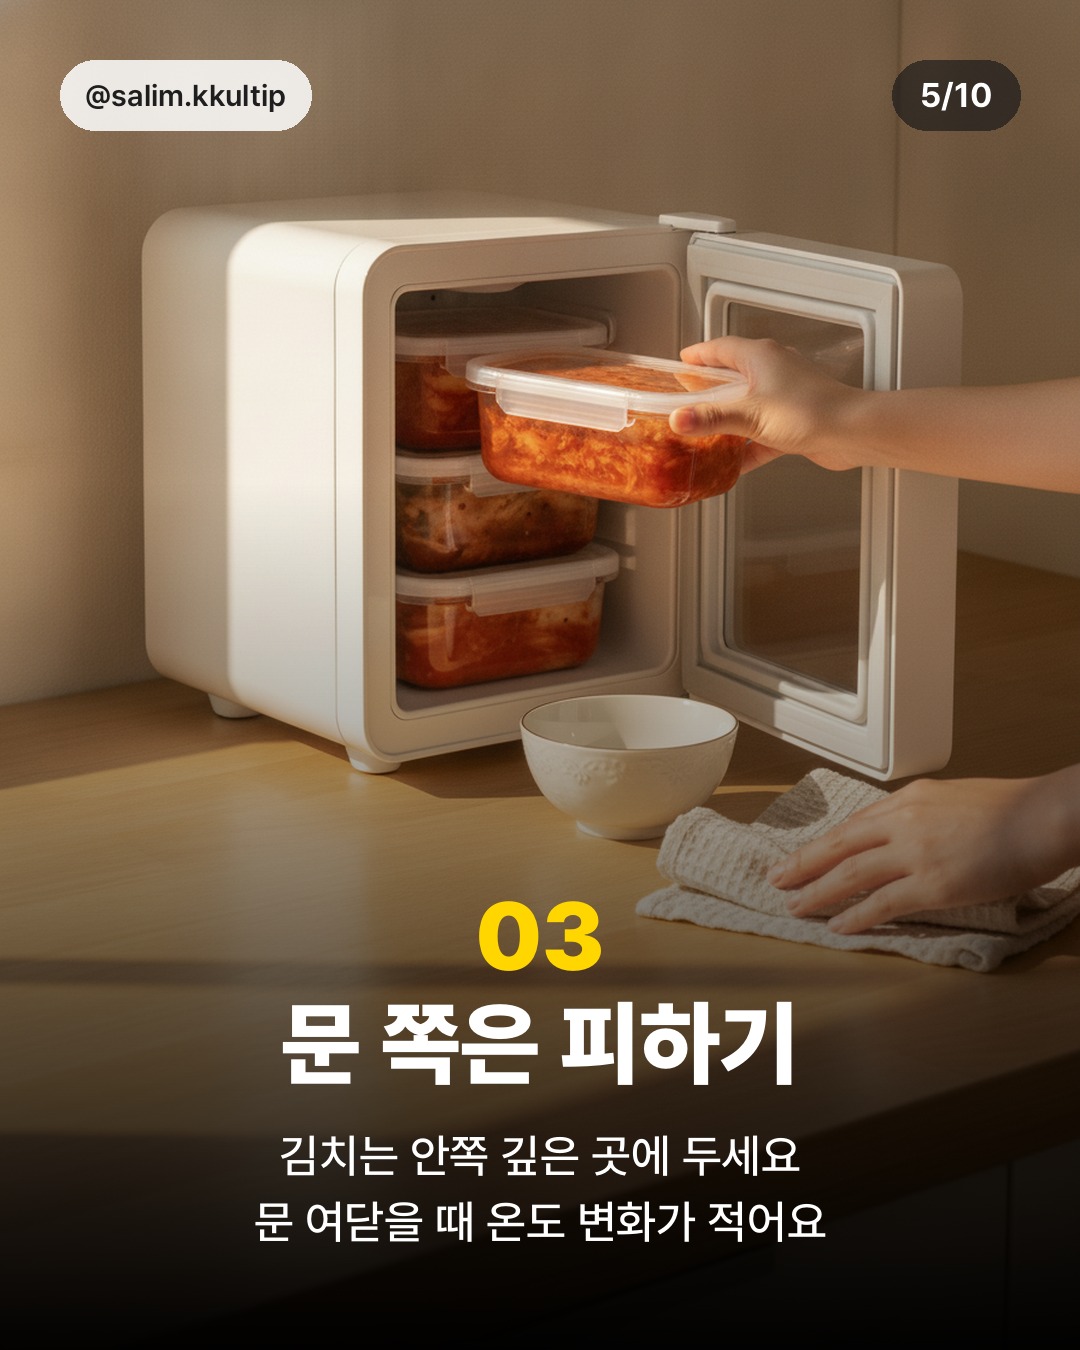 @salim.kkultip
5/10
03
문 쪽은 피하기
김치는 안쪽 깊은 곳에 두세요
문 여닫을 때 온도 변화가 적어요